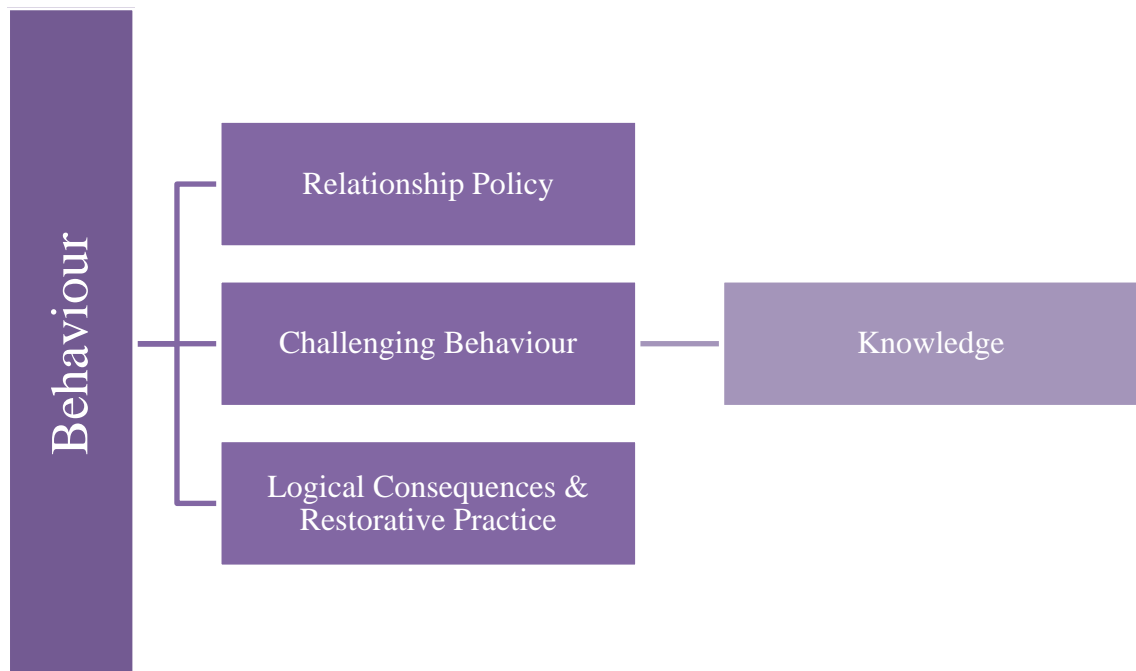 Behaviour
Relationship Policy
Challenging Behaviour
Knowledge
Logical Consequences &
Restorative Practice